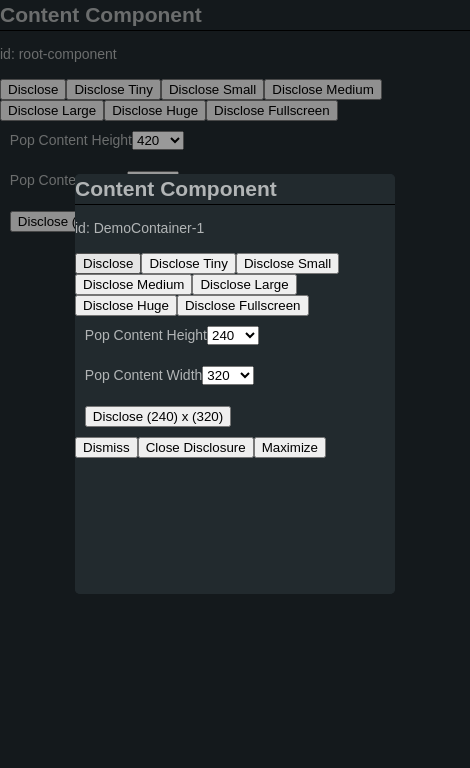 Content Component
id: root-component
Disclose Disclose Tiny Disclose Small Disclose Medium
Disclose Large Disclose Huge Disclose Fullscreen
Pop Content Height 420
Pop Conte
Disclose (
Content Component
id: DemoContainer-1
Disclose Disclose Tiny Disclose Small
Disclose Medium Disclose Large
Disclose Huge Disclose Fullscreen
Pop Content Height 240
Pop Content Width 320
Disclose (240) x (320)
Dismiss Close Disclosure Maximize